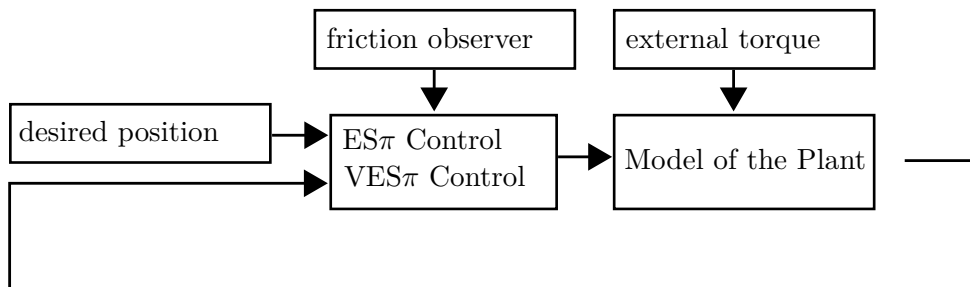 friction observer
external torque
desired position
ESπ Control
VESπ Control
Model of the Plant